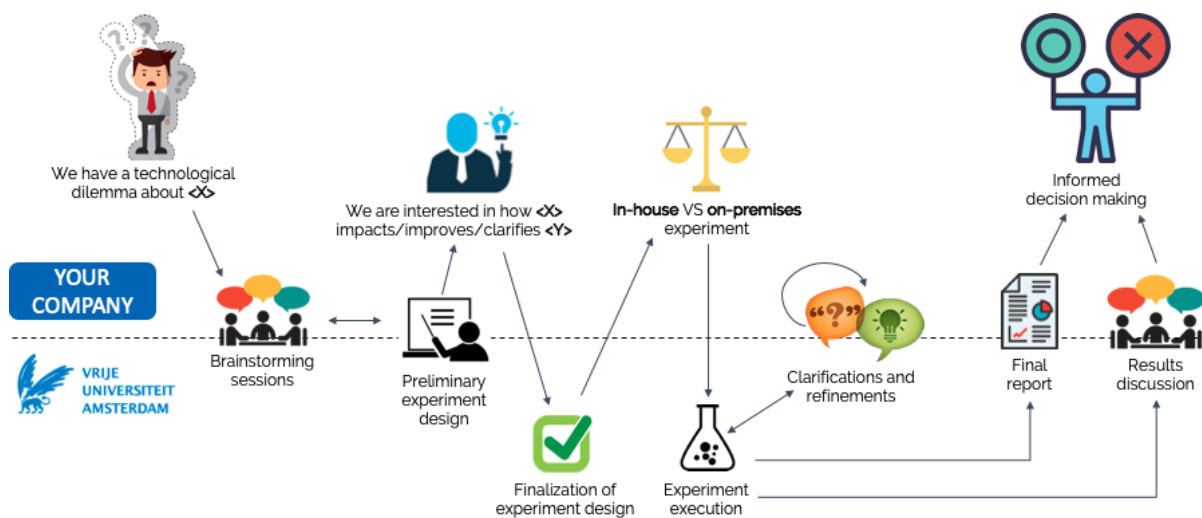 We have a technological
dilemma about <X>
We are interested in how <X>
impacts/improves/clarifies <Y>
In-house VS on-premises
experiment
Informed
decision making
YOUR
COMPANY
VRIJE
UNIVERSITEIT
AMSTERDAM
Brainstorming
sessions
Preliminary
experiment
design
“?”
Clarifications and
refinements
Final
report
Results
discussion
Finalization of
experiment design
Experiment
execution